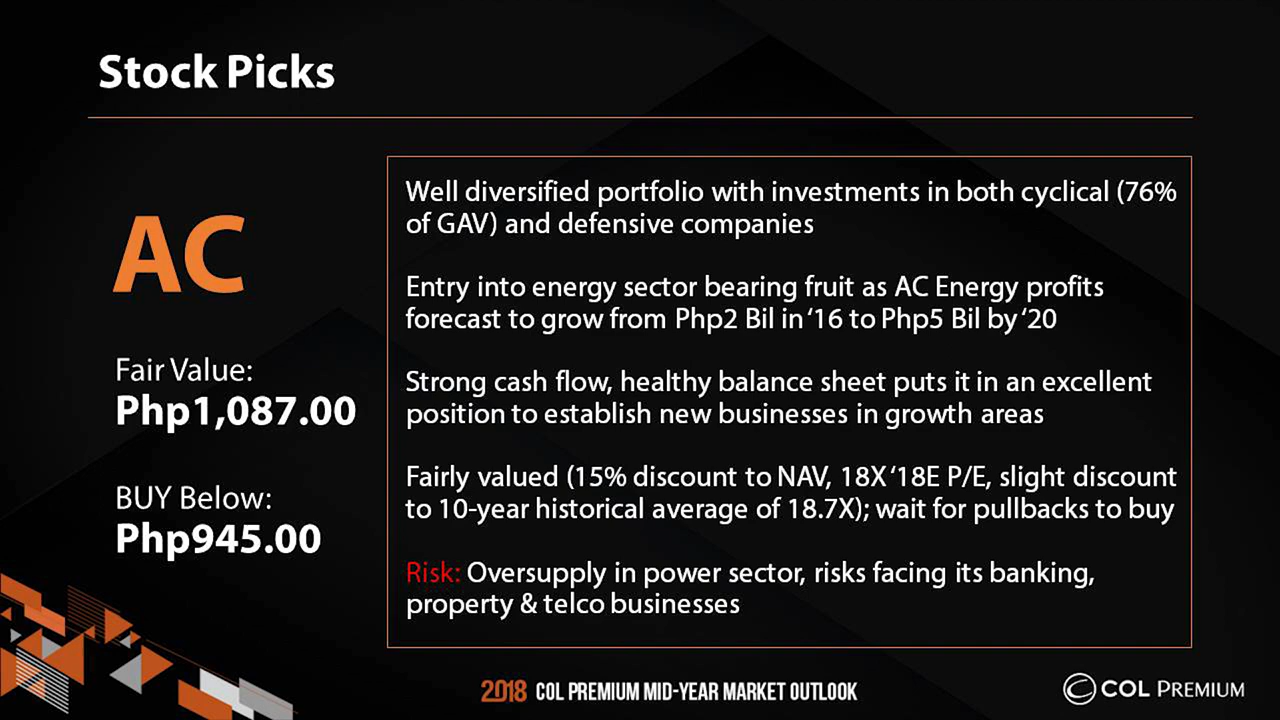 Stock Picks
AC
Fair Value:
Php1,087.00
BUY Below:
Php945.00
Well diversified portfolio with investments in both cyclical (76%
of GAV) and defensive companies
Entry into energy sector bearing fruit as AC Energy profits
forecast to grow from Php2 Bil in ‘16 to Php5 Bil by ‘20
Strong cash flow, healthy balance sheet puts it in an excellent
position to establish new businesses in growth areas
Fairly valued (15% discount to NAV, 18X ‘18E P/E, slight discount
to 10-year historical average of 18.7X); wait for pullbacks to buy
Risk: Oversupply in power sector, risks facing its banking,
property & telco businesses
2018 COL PREMIUM MID-YEAR MARKET OUTLOOK
COL PREMIUM